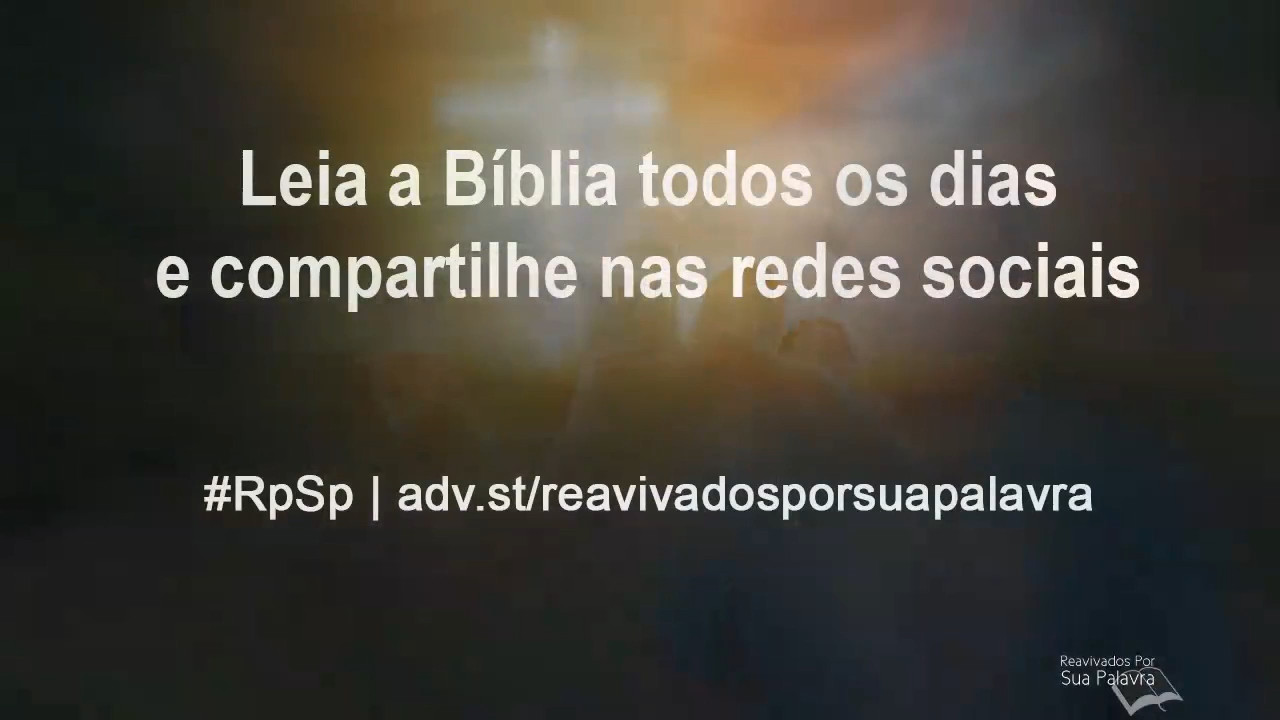 Leia a Bíblia todos os dias
e compartilhe nas redes sociais
#RpSp | adv.st/reavivadosporsuapalavra
Reavivados Por
Sua Palavra